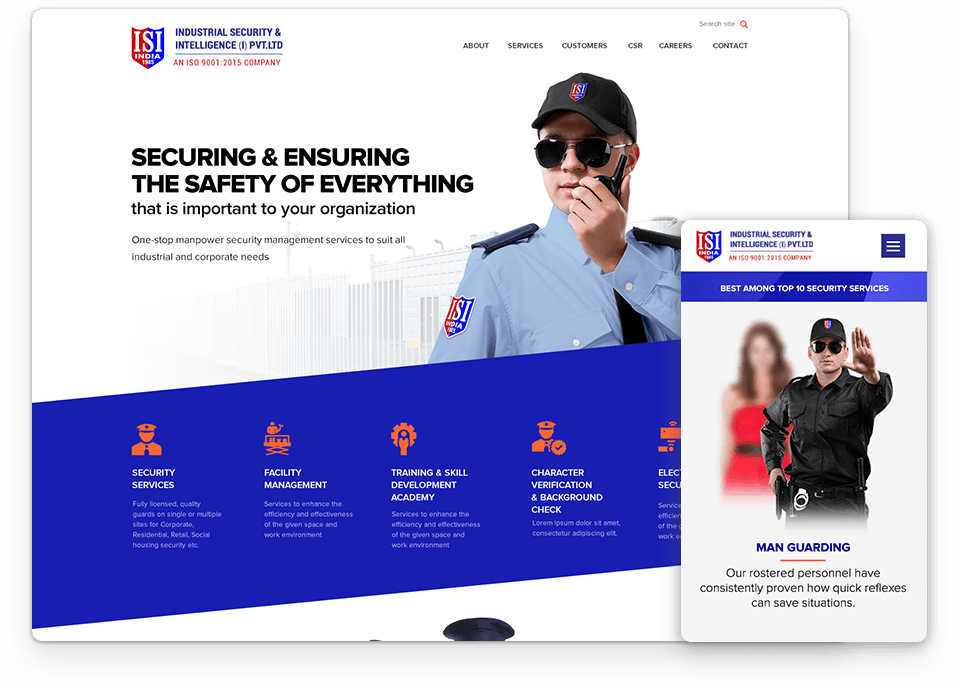 Search site
ISI
INDIA
1985
INDUSTRIAL SECURITY &
INTELLIGENCE (I) PVT.LTD
AN ISO 9001:2015 COMPANY
ABOUT SERVICES CUSTOMERS CSR CAREERS CONTACT
ISI
SECURING & ENSURING
THE SAFETY OF EVERYTHING
that is important to your organization
One-stop manpower security management services to suit all
industrial and corporate needs
ISI
INDIA
1985
SECURITY
SERVICES
Fully licensed, quality
guards on single or multiple
sites for Corporate,
Residential, Retail, Social
housing security etc.
FACILITY
MANAGEMENT
Services to enhance the
efficiency and effectiveness
of the given space and
work environment
TRAINING & SKILL
DEVELOPMENT
ACADEMY
Services to enhance the
efficiency and effectiveness
of the given space and
work environment
CHARACTER
VERIFICATION
& BACKGROUND
CHECK
Lorem ipsum dolor sit amet,
consectetur adipiscing elit.
ELEC
SECU
Servic
efficien
of the g
work e
ISI
INDIA
1985
INDUSTRIAL SECURITY &
INTELLIGENCE (I) PVT.LTD
AN ISO 9001:2015 COMPANY
BEST AMONG TOP 10 SECURITY SERVICES
MAN GUARDING
Our rostered personnel have
consistently proven how quick reflexes
can save situations.